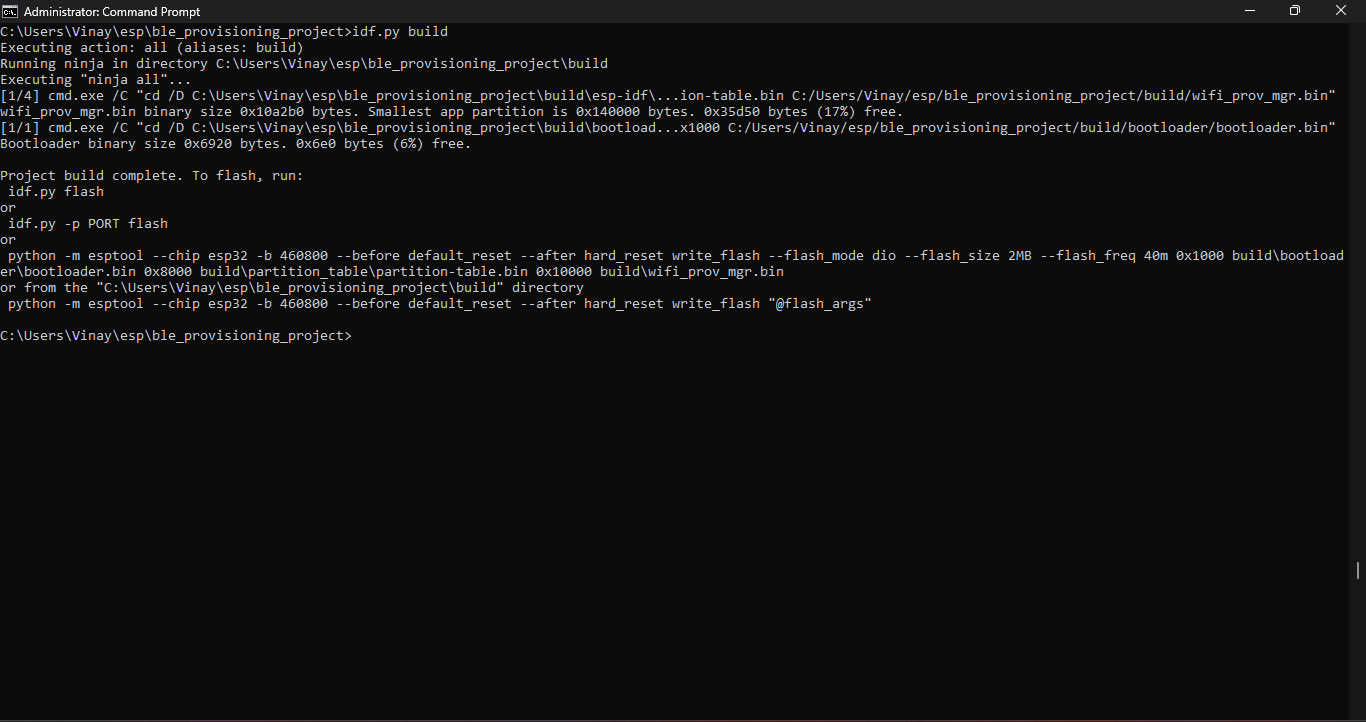 Administrator: Command Prompt
C:\Users\Vinay\esp\ble_provisioning_project>idf.py build
Executing action: all (aliases: build)
Running ninja in directory C:\Users\Vinay\esp\ble_provisioning_project\build
Executing "ninja all"...
[1/4] cmd.exe /C "cd /D C:\Users\Vinay\esp\ble_provisioning_project\build\esp-idf\...ion-table.bin C:/Users/Vinay/esp/ble_provisioning_project/build/wifi_prov_mgr.bin"
wifi_prov_mgr.bin binary size 0x10a2b0 bytes. Smallest app partition is 0x140000 bytes. 0x35d50 bytes (17%) free.
[1/1] cmd.exe /C "cd /D C:\Users\Vinay\esp\ble_provisioning_project\build\bootload...x1000 C:/Users/Vinay/esp/ble_provisioning_project/build/bootloader/bootloader.bin"
Bootloader binary size 0x6920 bytes. 0x6e0 bytes (6%) free.
Project build complete. To flash, run:
idf.py flash
or
idf.py -p PORT flash
or
python -m esptool --chip esp32 -b 460800 --before default_reset --after hard_reset write_flash --flash_mode dio --flash_size 2MB --flash_freq 40m 0x1000 build\bootload
er\bootloader.bin 0x8000 build\partition_table\partition-table.bin 0x10000 build\wifi_prov_mgr.bin
or from the "C:\Users\Vinay\esp\ble_provisioning_project\build" directory
python -m esptool --chip esp32 -b 460800 --before default_reset --after hard_reset write_flash "@flash_args"
C:\Users\Vinay\esp\ble_provisioning_project>